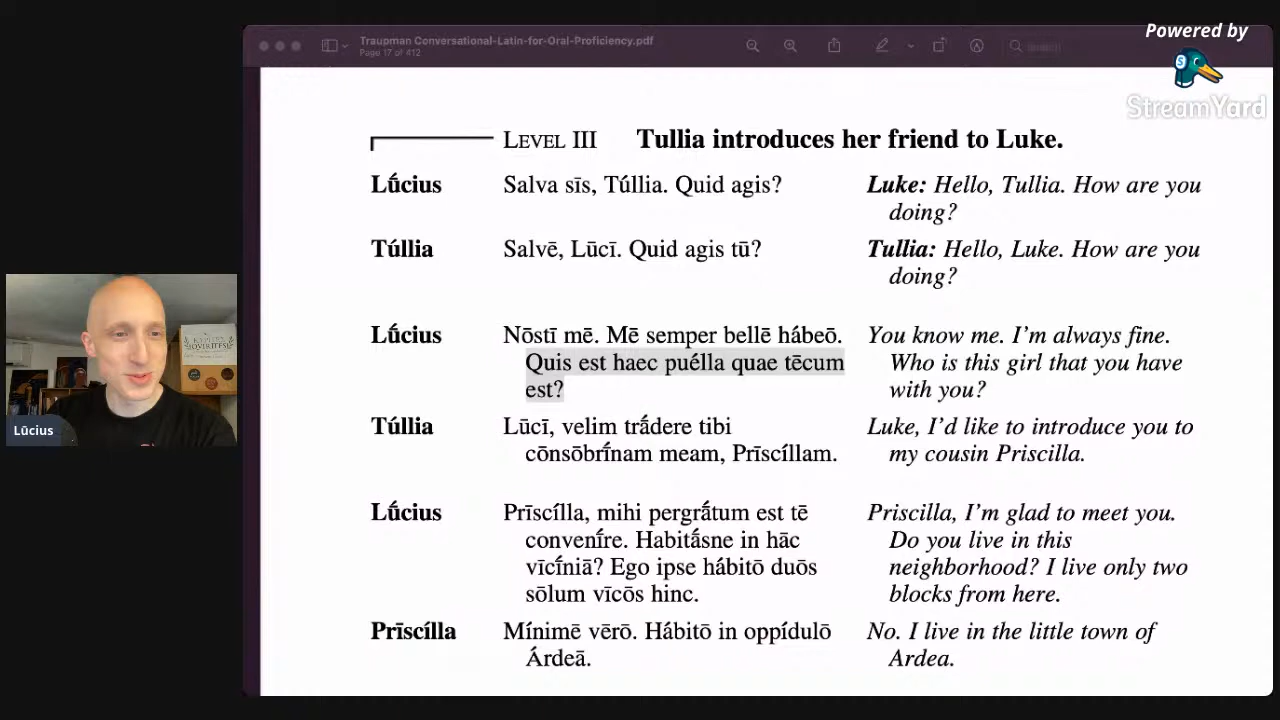 Powered by
StreamYard
Traupman Conversational-Latin-for-Oral-Proficiency.pdf
Page 17 of 412
LEVEL III Tullia introduces her friend to Luke.
Lū́cius Salva sīs, Túllia. Quid agis? Luke: Hello, Tullia. How are you
doing?
Túllia Salvē, Lūcī. Quid agis tū? Tullia: Hello, Luke. How are you
doing?
Lū́cius Nōstī mē. Mē semper bellē hábeō. You know me. I'm always fine.
Quis est haec puélla quae tēcum Who is this girl that you have
est? with you?
Túllia Lūcī, velim trā́dere tibi Luke, I'd like to introduce you to
cōnsōbrī́nam meam, Prīscíllam. my cousin Priscilla.
Lū́cius Prīscílla, mihi pergrā́tum est tē Priscilla, I'm glad to meet you.
convenī́re. Habitā́sne in hāc Do you live in this
vīcī́niā? Ego ipse hábitō duōs neighborhood? I live only two
sōlum vīcōs hinc. blocks from here.
Prīscílla Mínimē vērō. Hábitō in oppídulō No. I live in the little town of
Árdeā. Ardea.
Lūcius